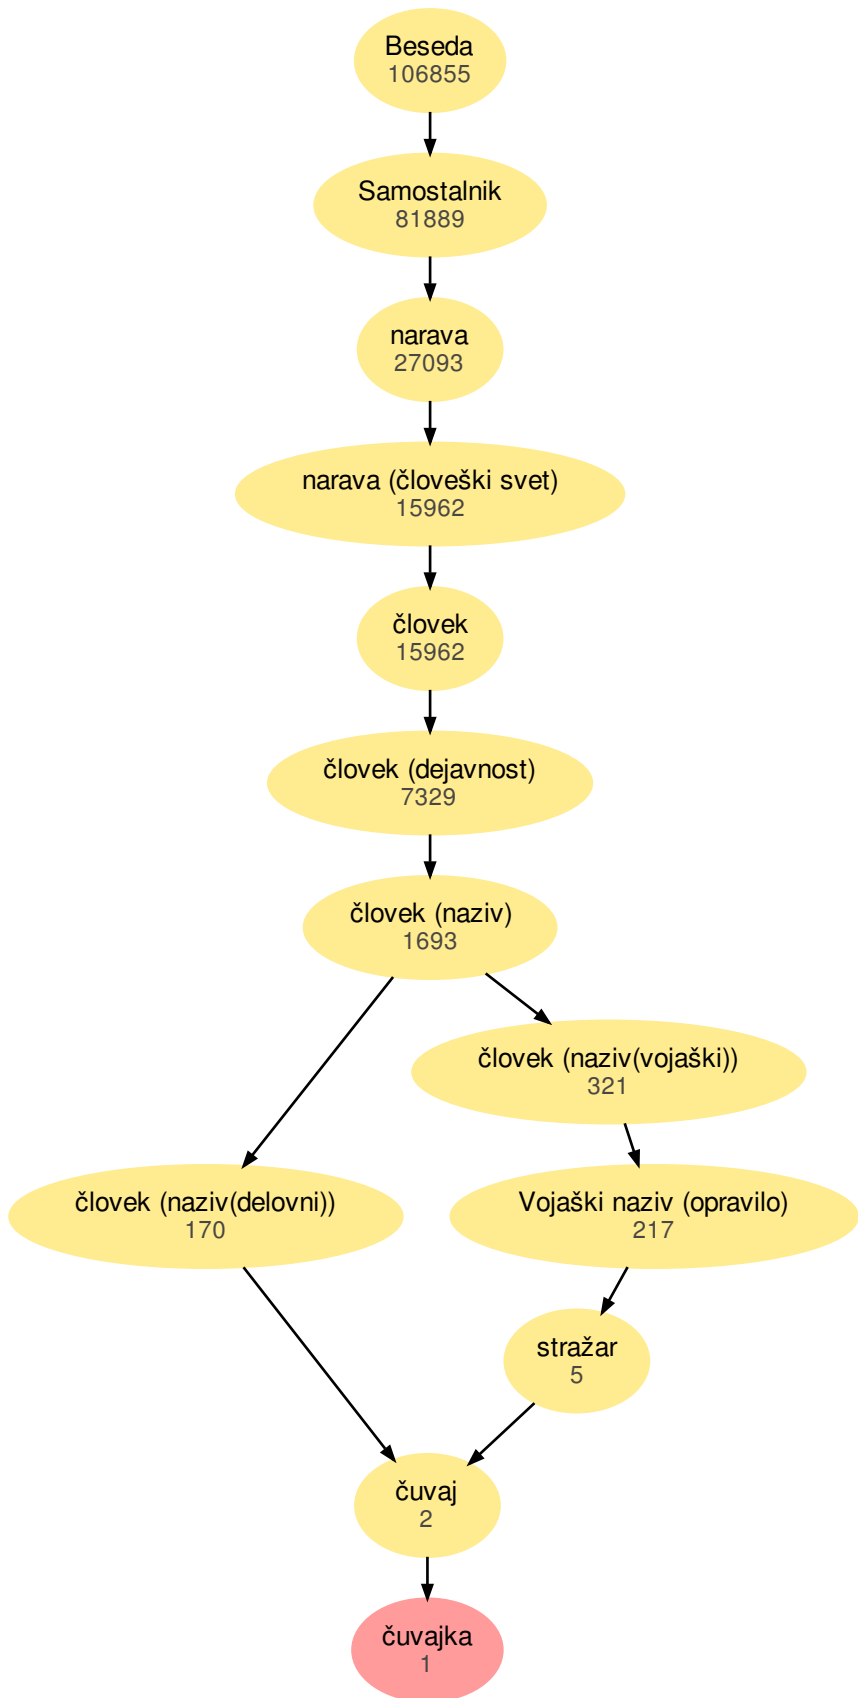 Beseda
106855
Samostalnik
81889
narava
27093
narava (človeški svet)
15962
človek
15962
človek (dejavnost)
7329
človek (naziv)
1693
človek (naziv(vojaški))
321
človek (naziv(delovni))
170
Vojaški naziv (opravilo)
217
stražar
5
čuvaj
2
čuvajka
1